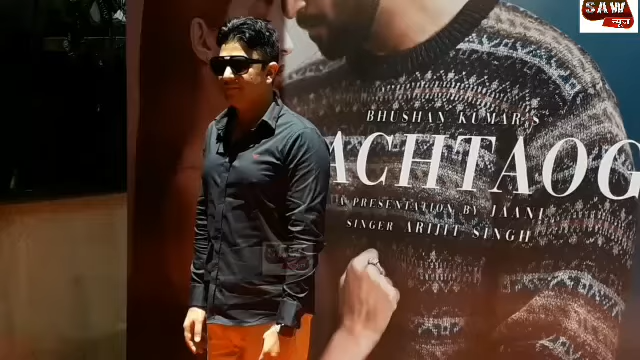 SAW
न्यूज़
BHUSHAN KUMAR'S
ACHTAOG
A PRESENTATION BY JAANI
SINGER ARIJIT SINGH